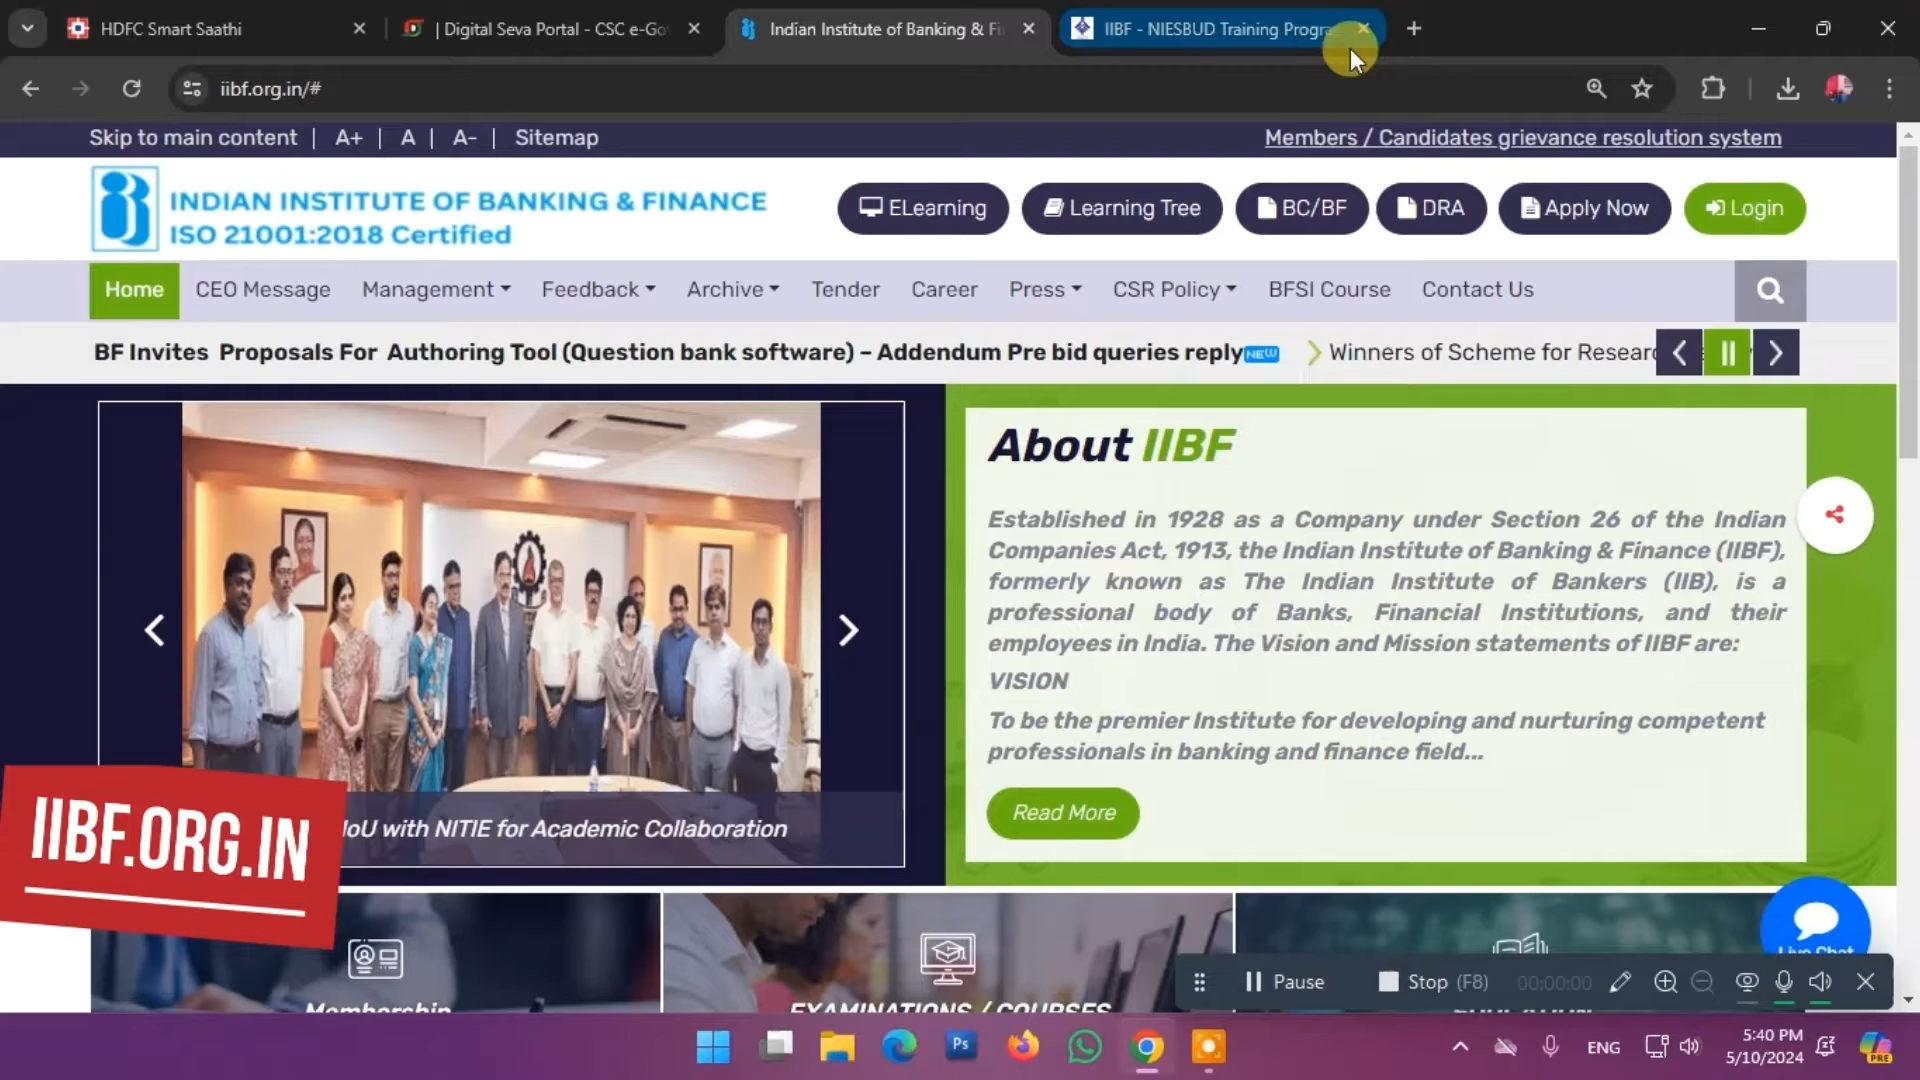 HDFC Smart Saathi
| Digital Seva Portal - CSC e-Go
Indian Institute of Banking & Fi
IIBF - NIESBUD Training Progra
iibf.org.in/#
Skip to main content | A+ | A | A- | Sitemap
Members / Candidates grievance resolution system
INDIAN INSTITUTE OF BANKING & FINANCE
ISO 21001:2018 Certified
ELearning
Learning Tree
BC/BF
DRA
Apply Now
Login
Home
CEO Message
Management
Feedback
Archive
Tender
Career
Press
CSR Policy
BFSI Course
Contact Us
BF Invites Proposals For Authoring Tool (Question bank software) – Addendum Pre bid queries reply NEW
Winners of Scheme for Resear
About IIBF
Established in 1928 as a Company under Section 26 of the Indian
Companies Act, 1913, the Indian Institute of Banking & Finance (IIBF),
formerly known as The Indian Institute of Bankers (IIB), is a
professional body of Banks, Financial Institutions, and their
employees in India. The Vision and Mission statements of IIBF are:
VISION
To be the premier Institute for developing and nurturing competent
professionals in banking and finance field...
Read More
IoU with NITIE for Academic Collaboration
IIBF.ORG.IN
Live Chat
Membership
EXAMINATIONS / COURSES
Pause
Stop (F8)
00:00:00
Ps
ENG
5:40 PM
5/10/2024
PRE